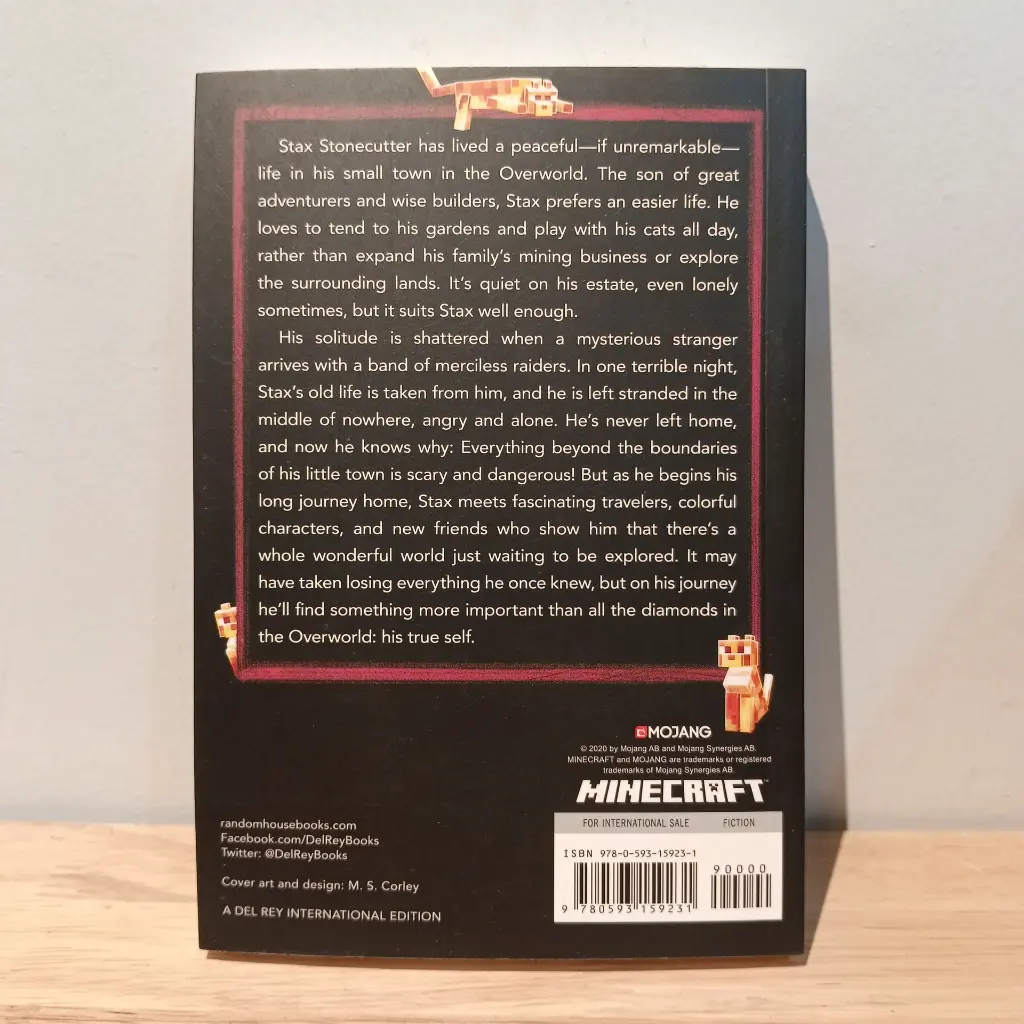 Stax Stonecutter has lived a peaceful—if unremarkable—
life in his small town in the Overworld. The son of great
adventurers and wise builders, Stax prefers an easier life. He
loves to tend to his gardens and play with his cats all day,
rather than expand his family's mining business or explore
the surrounding lands. It's quiet on his estate, even lonely
sometimes, but it suits Stax well enough.
His solitude is shattered when a mysterious stranger
arrives with a band of merciless raiders. In one terrible night,
Stax's old life is taken from him, and he is left stranded in the
middle of nowhere, angry and alone. He's never left home,
and now he knows why: Everything beyond the boundaries
of his little town is scary and dangerous! But as he begins his
long journey home, Stax meets fascinating travelers, colorful
characters, and new friends who show him that there's a
whole wonderful world just waiting to be explored. It may
have taken losing everything he once knew, but on his journey
he'll find something more important than all the diamonds in
the Overworld: his true self.
MOJANG
© 2020 by Mojang AB and Mojang Synergies AB.
MINECRAFT and MOJANG are trademarks or registered
trademarks of Mojang Synergies AB.
MINECRAFT™
randomhousebooks.com
Facebook.com/DelReyBooks
Twitter: @DelReyBooks
Cover art and design: M. S. Corley
A DEL REY INTERNATIONAL EDITION
FOR INTERNATIONAL SALE FICTION
ISBN 978-0-593-15923-1
90000
9 780593 159231